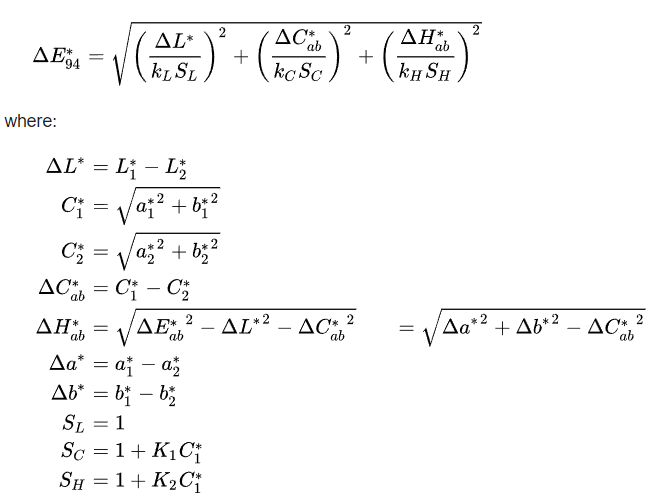 ΔE*₉₄ = √((ΔL*/(k_L S_L))² + (ΔC*_ab/(k_C S_C))² + (ΔH*_ab/(k_H S_H))²)
where:
ΔL* = L*₁ − L*₂
C*₁ = √(a*₁² + b*₁²)
C*₂ = √(a*₂² + b*₂²)
ΔC*_ab = C*₁ − C*₂
ΔH*_ab = √(ΔE*_ab² − ΔL*² − ΔC*_ab²) = √(Δa*² + Δb*² − ΔC*_ab²)
Δa* = a*₁ − a*₂
Δb* = b*₁ − b*₂
S_L = 1
S_C = 1 + K₁C*₁
S_H = 1 + K₂C*₁